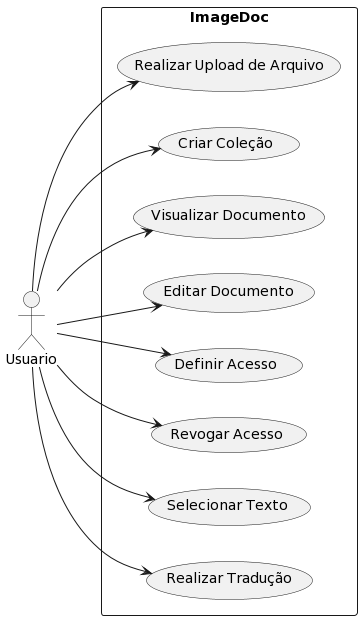 ImageDoc
Realizar Upload de Arquivo
Criar Coleção
Visualizar Documento
Editar Documento
Definir Acesso
Usuario
Revogar Acesso
Selecionar Texto
Realizar Tradução